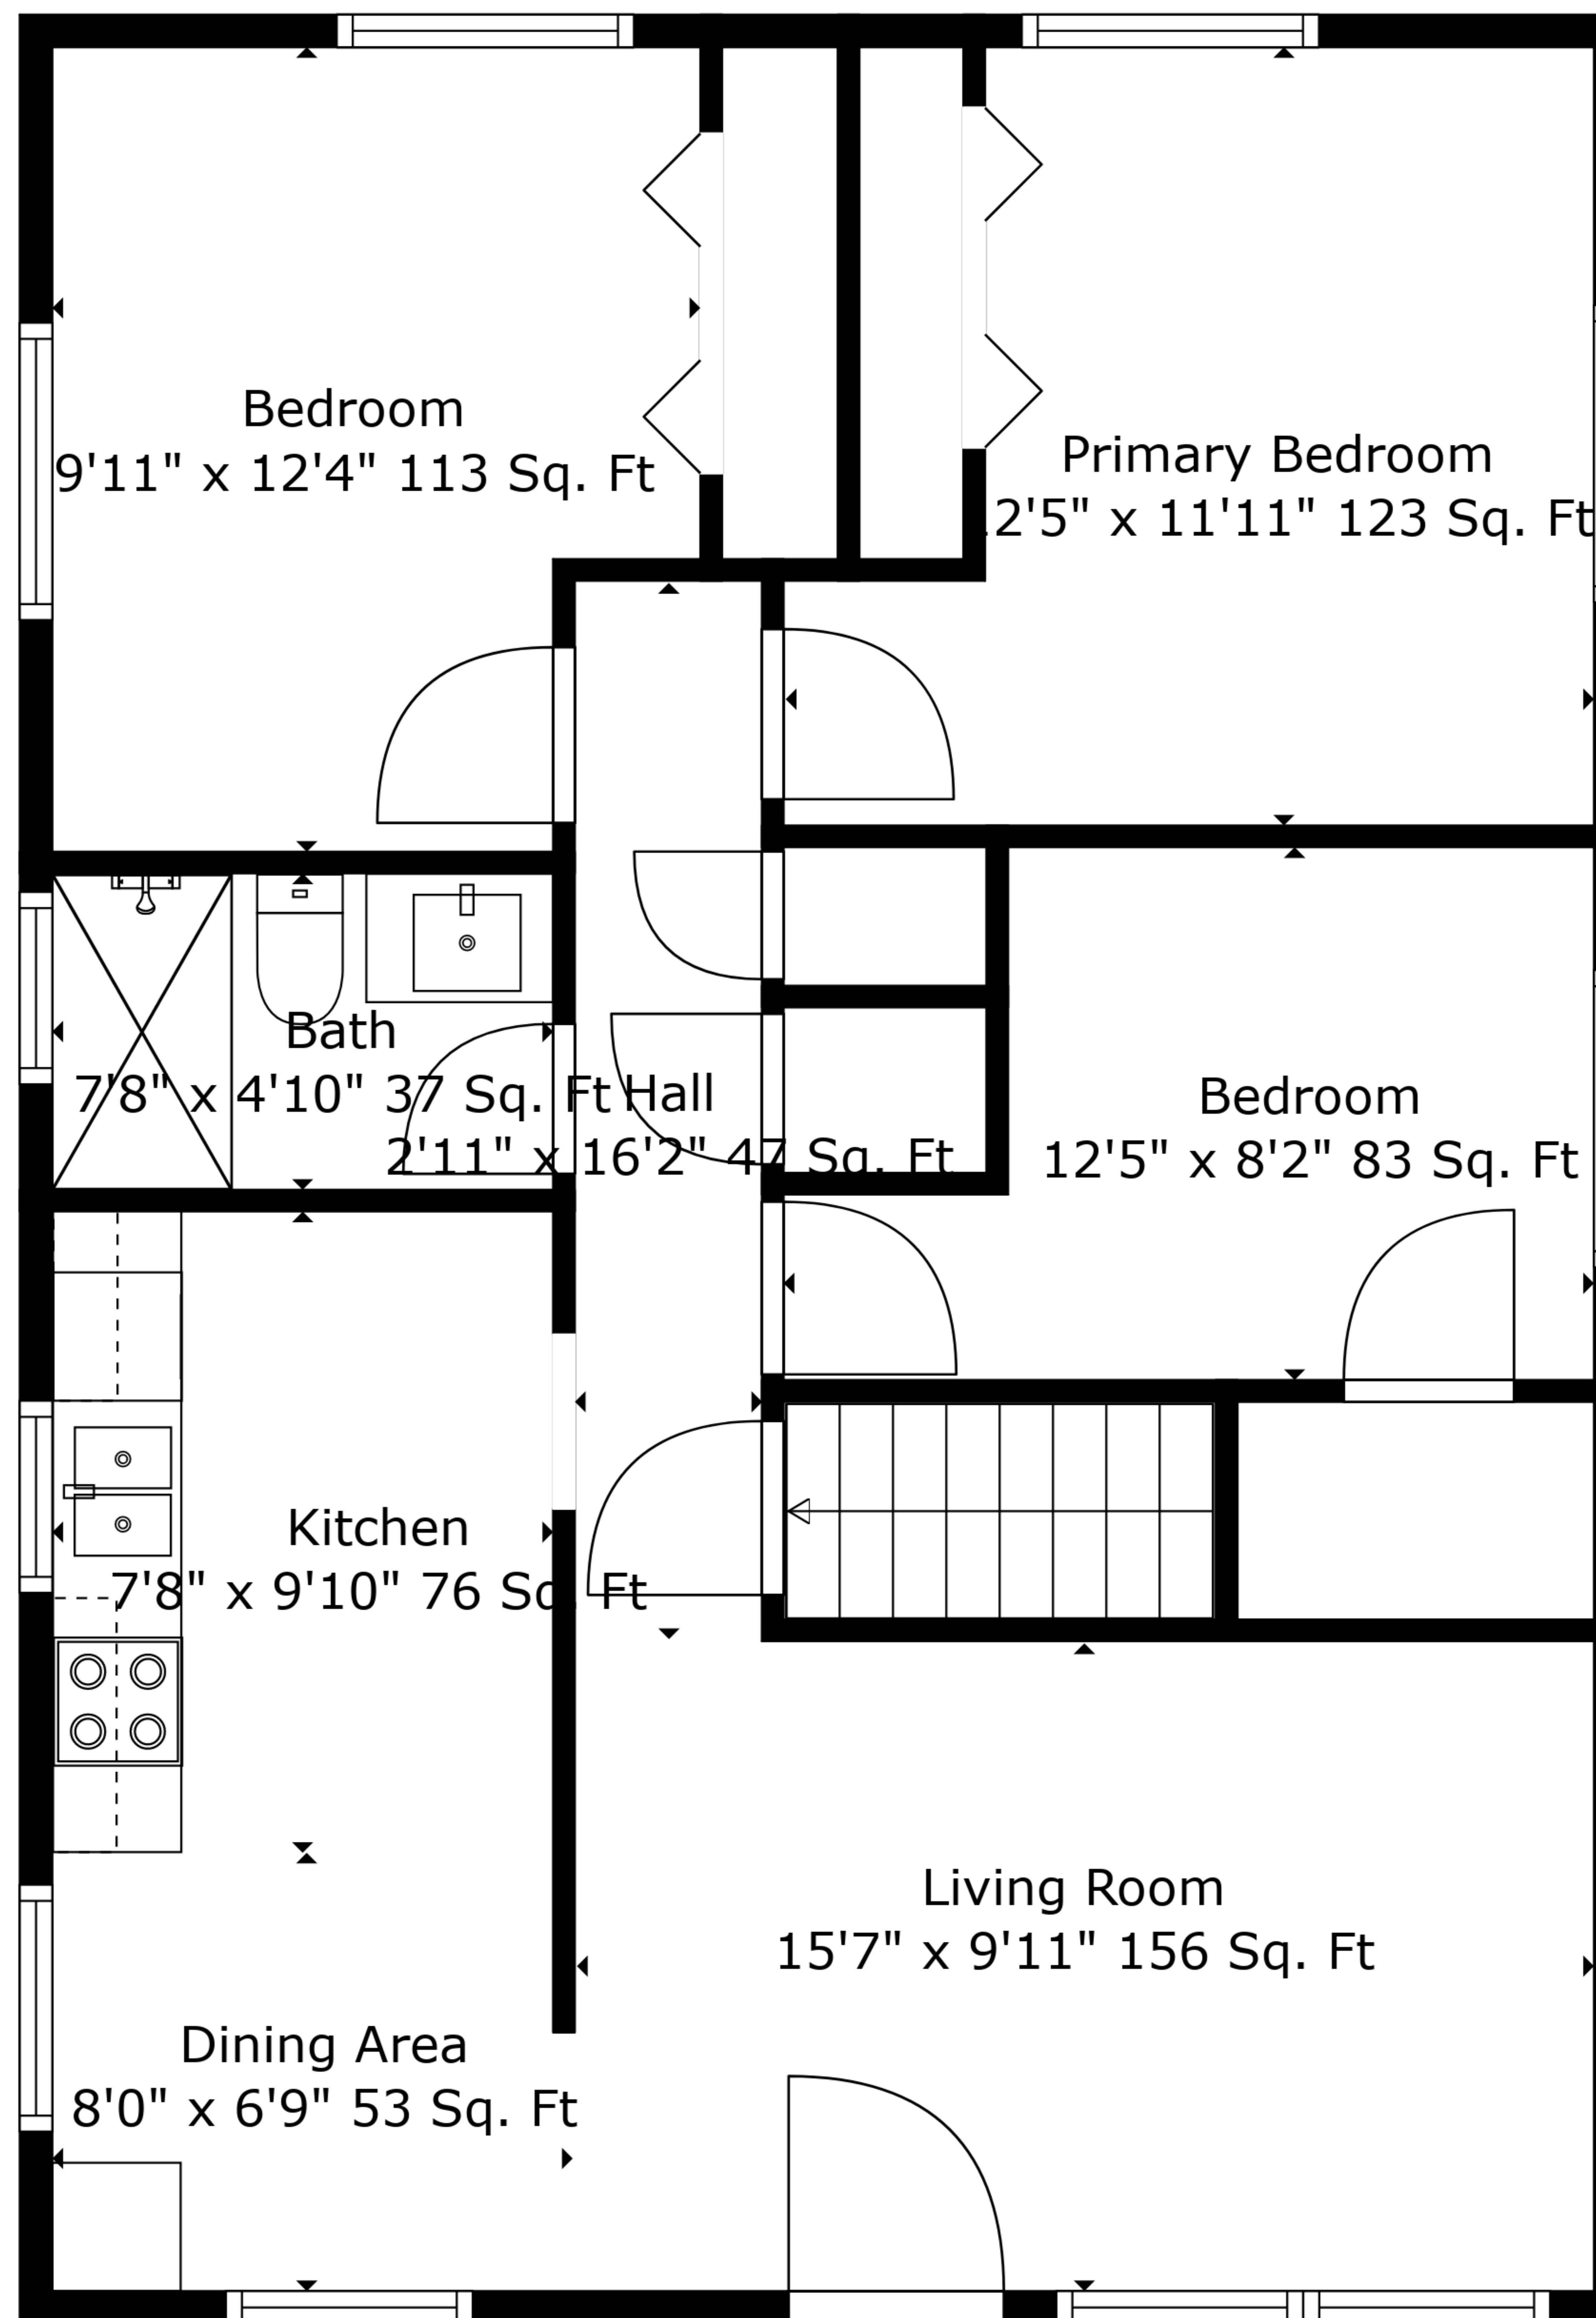 Bedroom
9'11" x 12'4" 113 Sq. Ft
Primary Bedroom
2'5" x 11'11" 123 Sq. Ft
Bath
7'8" x 4'10" 37 Sq. Ft
Hall
2'11" x 16'2" 47 Sq. Ft
Bedroom
12'5" x 8'2" 83 Sq. Ft
Kitchen
7'8" x 9'10" 76 Sq. Ft
Living Room
15'7" x 9'11" 156 Sq. Ft
Dining Area
8'0" x 6'9" 53 Sq. Ft